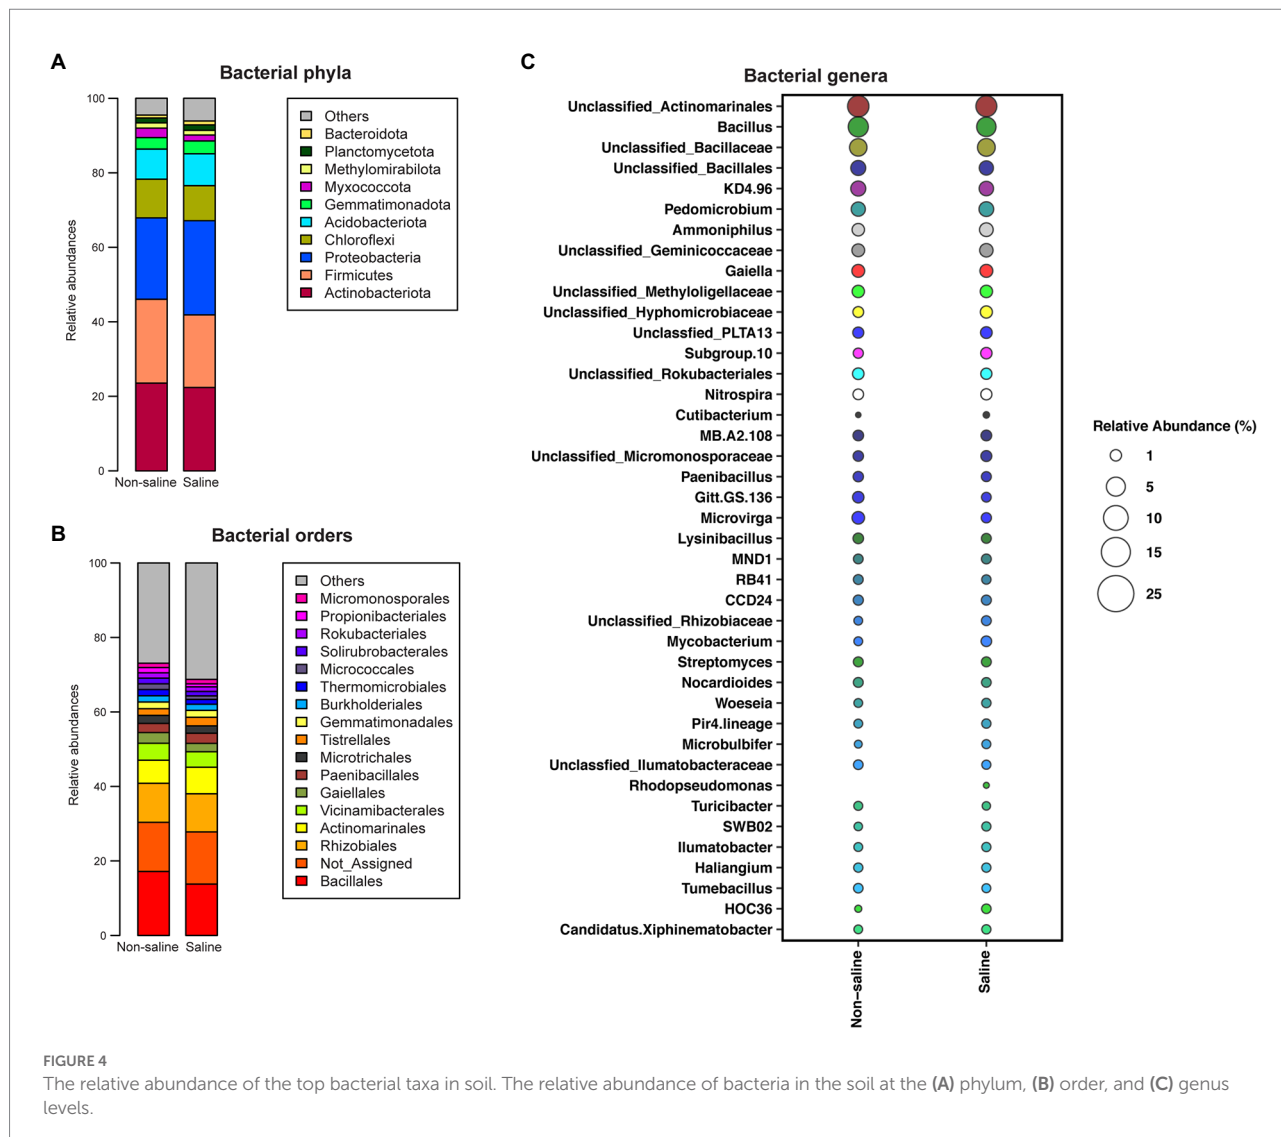 A
Bacterial phyla
Relative abundances
100
80
60
40
20
0
Non-saline
Saline
Others
Bacteroidota
Planctomycetota
Methylomirabilota
Myxococcota
Gemmatimonadota
Acidobacteriota
Chloroflexi
Proteobacteria
Firmicutes
Actinobacteriota
B
Bacterial orders
Relative abundances
100
80
60
40
20
0
Non-saline
Saline
Others
Micromonosporales
Propionibacteriales
Rokubacteriales
Solirubrobacterales
Micrococcales
Thermomicrobiales
Burkholderiales
Gemmatimonadales
Tistrellales
Microtrichales
Paenibacillales
Gaiellales
Vicinamibacterales
Actinomarinales
Rhizobiales
Not_Assigned
Bacillales
C
Bacterial genera
Unclassified_Actinomarinales
Bacillus
Unclassified_Bacillaceae
Unclassified_Bacillales
KD4.96
Pedomicrobium
Ammoniphilus
Unclassified_Geminicoccaceae
Gaiella
Unclassified_Methyloligellaceae
Unclassified_Hyphomicrobiaceae
Unclassfied_PLTA13
Subgroup.10
Unclassified_Rokubacteriales
Nitrospira
Cutibacterium
MB.A2.108
Unclassified_Micromonosporaceae
Paenibacillus
Gitt.GS.136
Microvirga
Lysinibacillus
MND1
RB41
CCD24
Unclassified_Rhizobiaceae
Mycobacterium
Streptomyces
Nocardioides
Woeseia
Pir4.lineage
Microbulbifer
Unclassfied_Ilumatobacteraceae
Rhodopseudomonas
Turicibacter
SWB02
Ilumatobacter
Haliangium
Tumebacillus
HOC36
Candidatus.Xiphinematobacter
Non−saline
Saline
Relative Abundance (%)
1
5
10
15
25
FIGURE 4
The relative abundance of the top bacterial taxa in soil. The relative abundance of bacteria in the soil at the (A) phylum, (B) order, and (C) genus
levels.